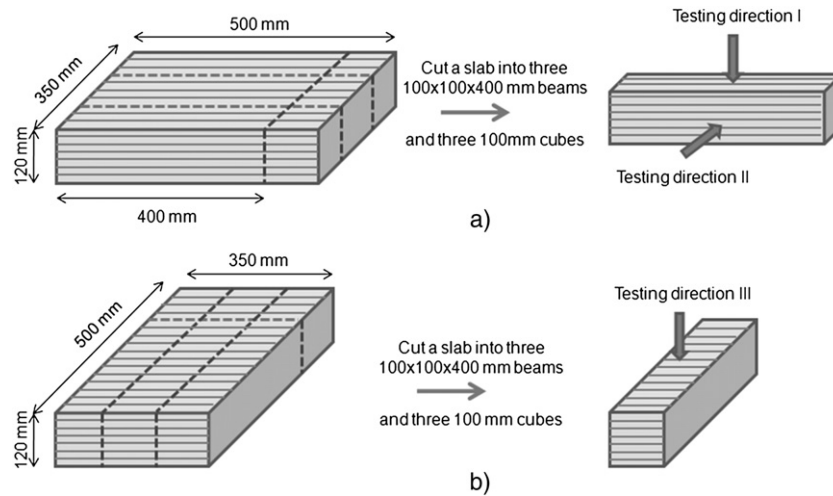 500 mm
Testing direction I
350 mm
Cut a slab into three
100x100x400 mm beams
and three 100mm cubes
120 mm
Testing direction II
400 mm
a)
350 mm
Testing direction III
500 mm
Cut a slab into three
100x100x400 mm beams
and three 100 mm cubes
120 mm
b)